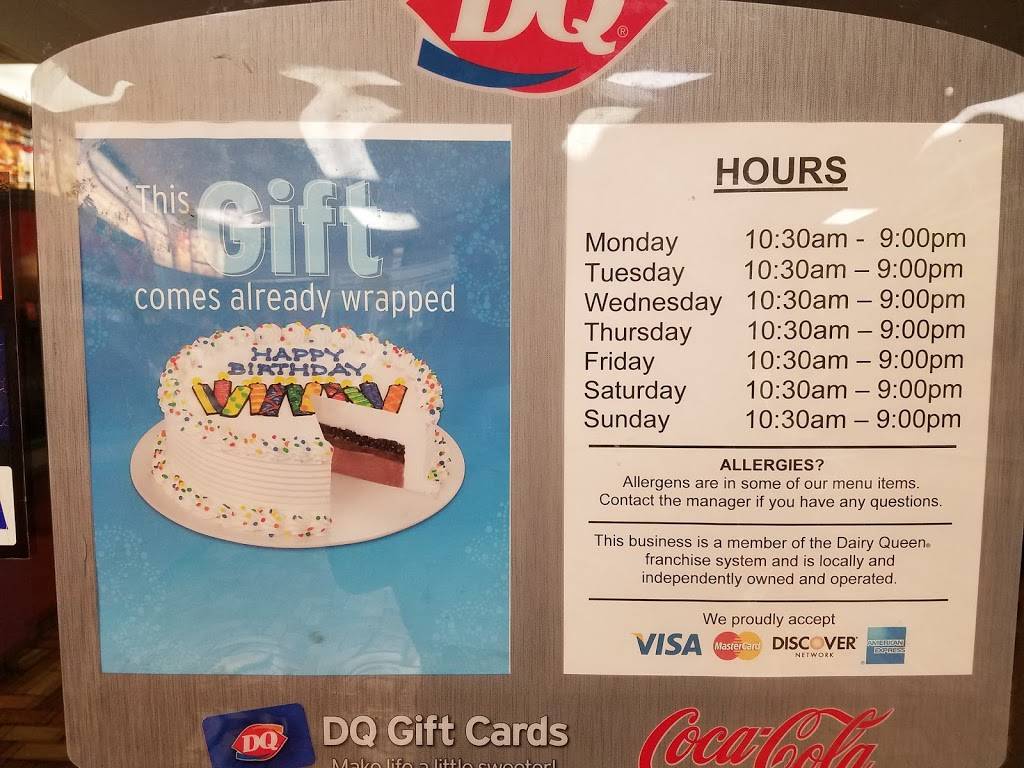 DQ®
This Gift
comes already wrapped
HAPPY
BIRTHDAY
HOURS
Monday 10:30am - 9:00pm
Tuesday 10:30am – 9:00pm
Wednesday 10:30am – 9:00pm
Thursday 10:30am – 9:00pm
Friday 10:30am – 9:00pm
Saturday 10:30am – 9:00pm
Sunday 10:30am – 9:00pm
ALLERGIES?
Allergens are in some of our menu items.
Contact the manager if you have any questions.
This business is a member of the Dairy Queen®
franchise system and is locally and
independently owned and operated.
We proudly accept
VISA MasterCard DISCOVER NETWORK AMERICAN EXPRESS
DQ DQ Gift Cards
Make life a little sweeter!
Coca-Cola